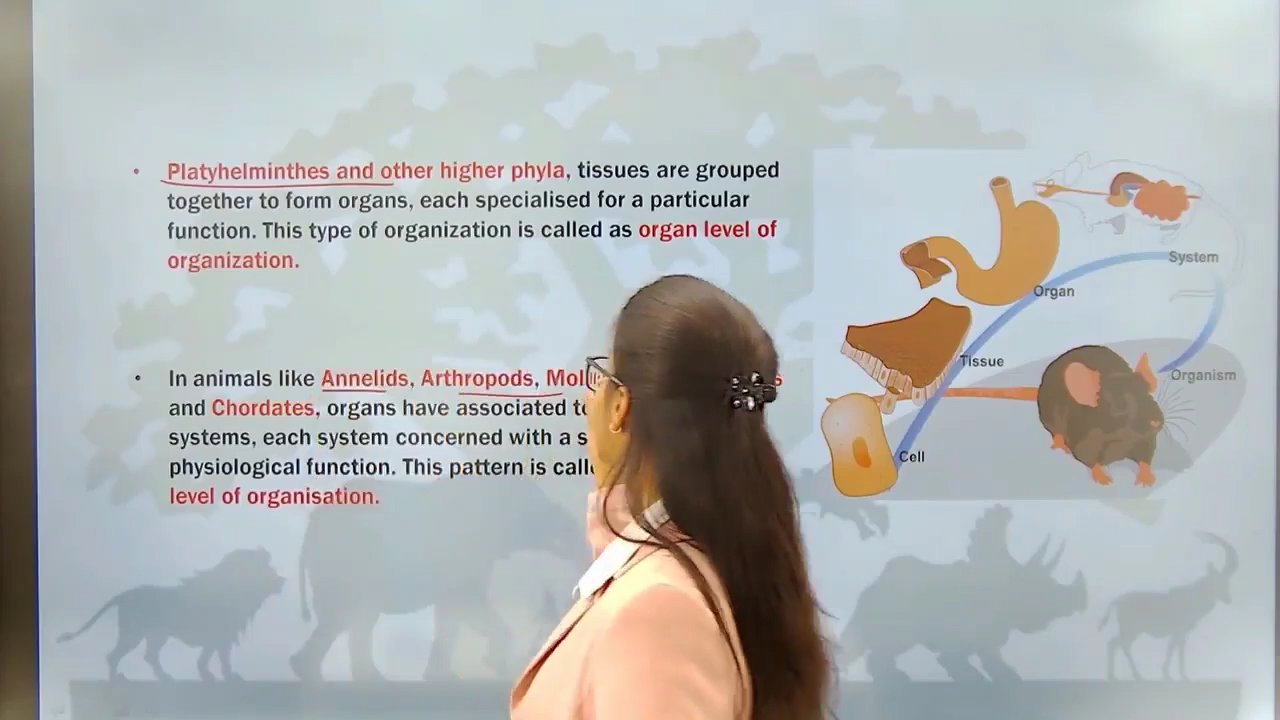 Platyhelminthes and other higher phyla, tissues are grouped
together to form organs, each specialised for a particular
function. This type of organization is called as organ level of
organization.
In animals like Annelids, Arthropods,
and Chordates, organs have associated
systems, each system concerned with a
physiological function. This pattern is
level of organisation.
System
Organ
Tissue
Organism
Cell